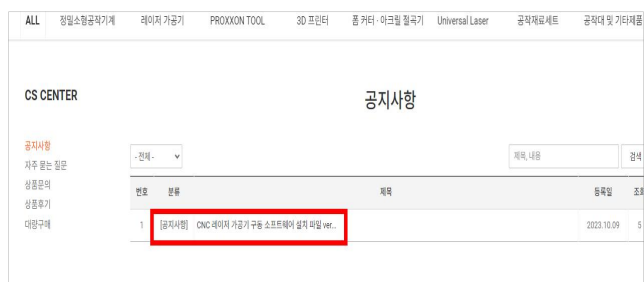 ALL 정밀소형공작기계 레이저 가공기 PROXXON TOOL 3D 프린터 폼 커터 · 아크릴 절곡기 Universal Laser 공작재료세트 공작대 및 기타제품
CS CENTER
공지사항
공지사항
자주 묻는 질문
상품문의
상품후기
대량구매
- 전체 -
제목, 내용
검색
번호 분류 제목 등록일 조회
1 [공지사항] CNC 레이저 가공기 구동 소프트웨어 설치 파일 ver... 2023.10.09 5